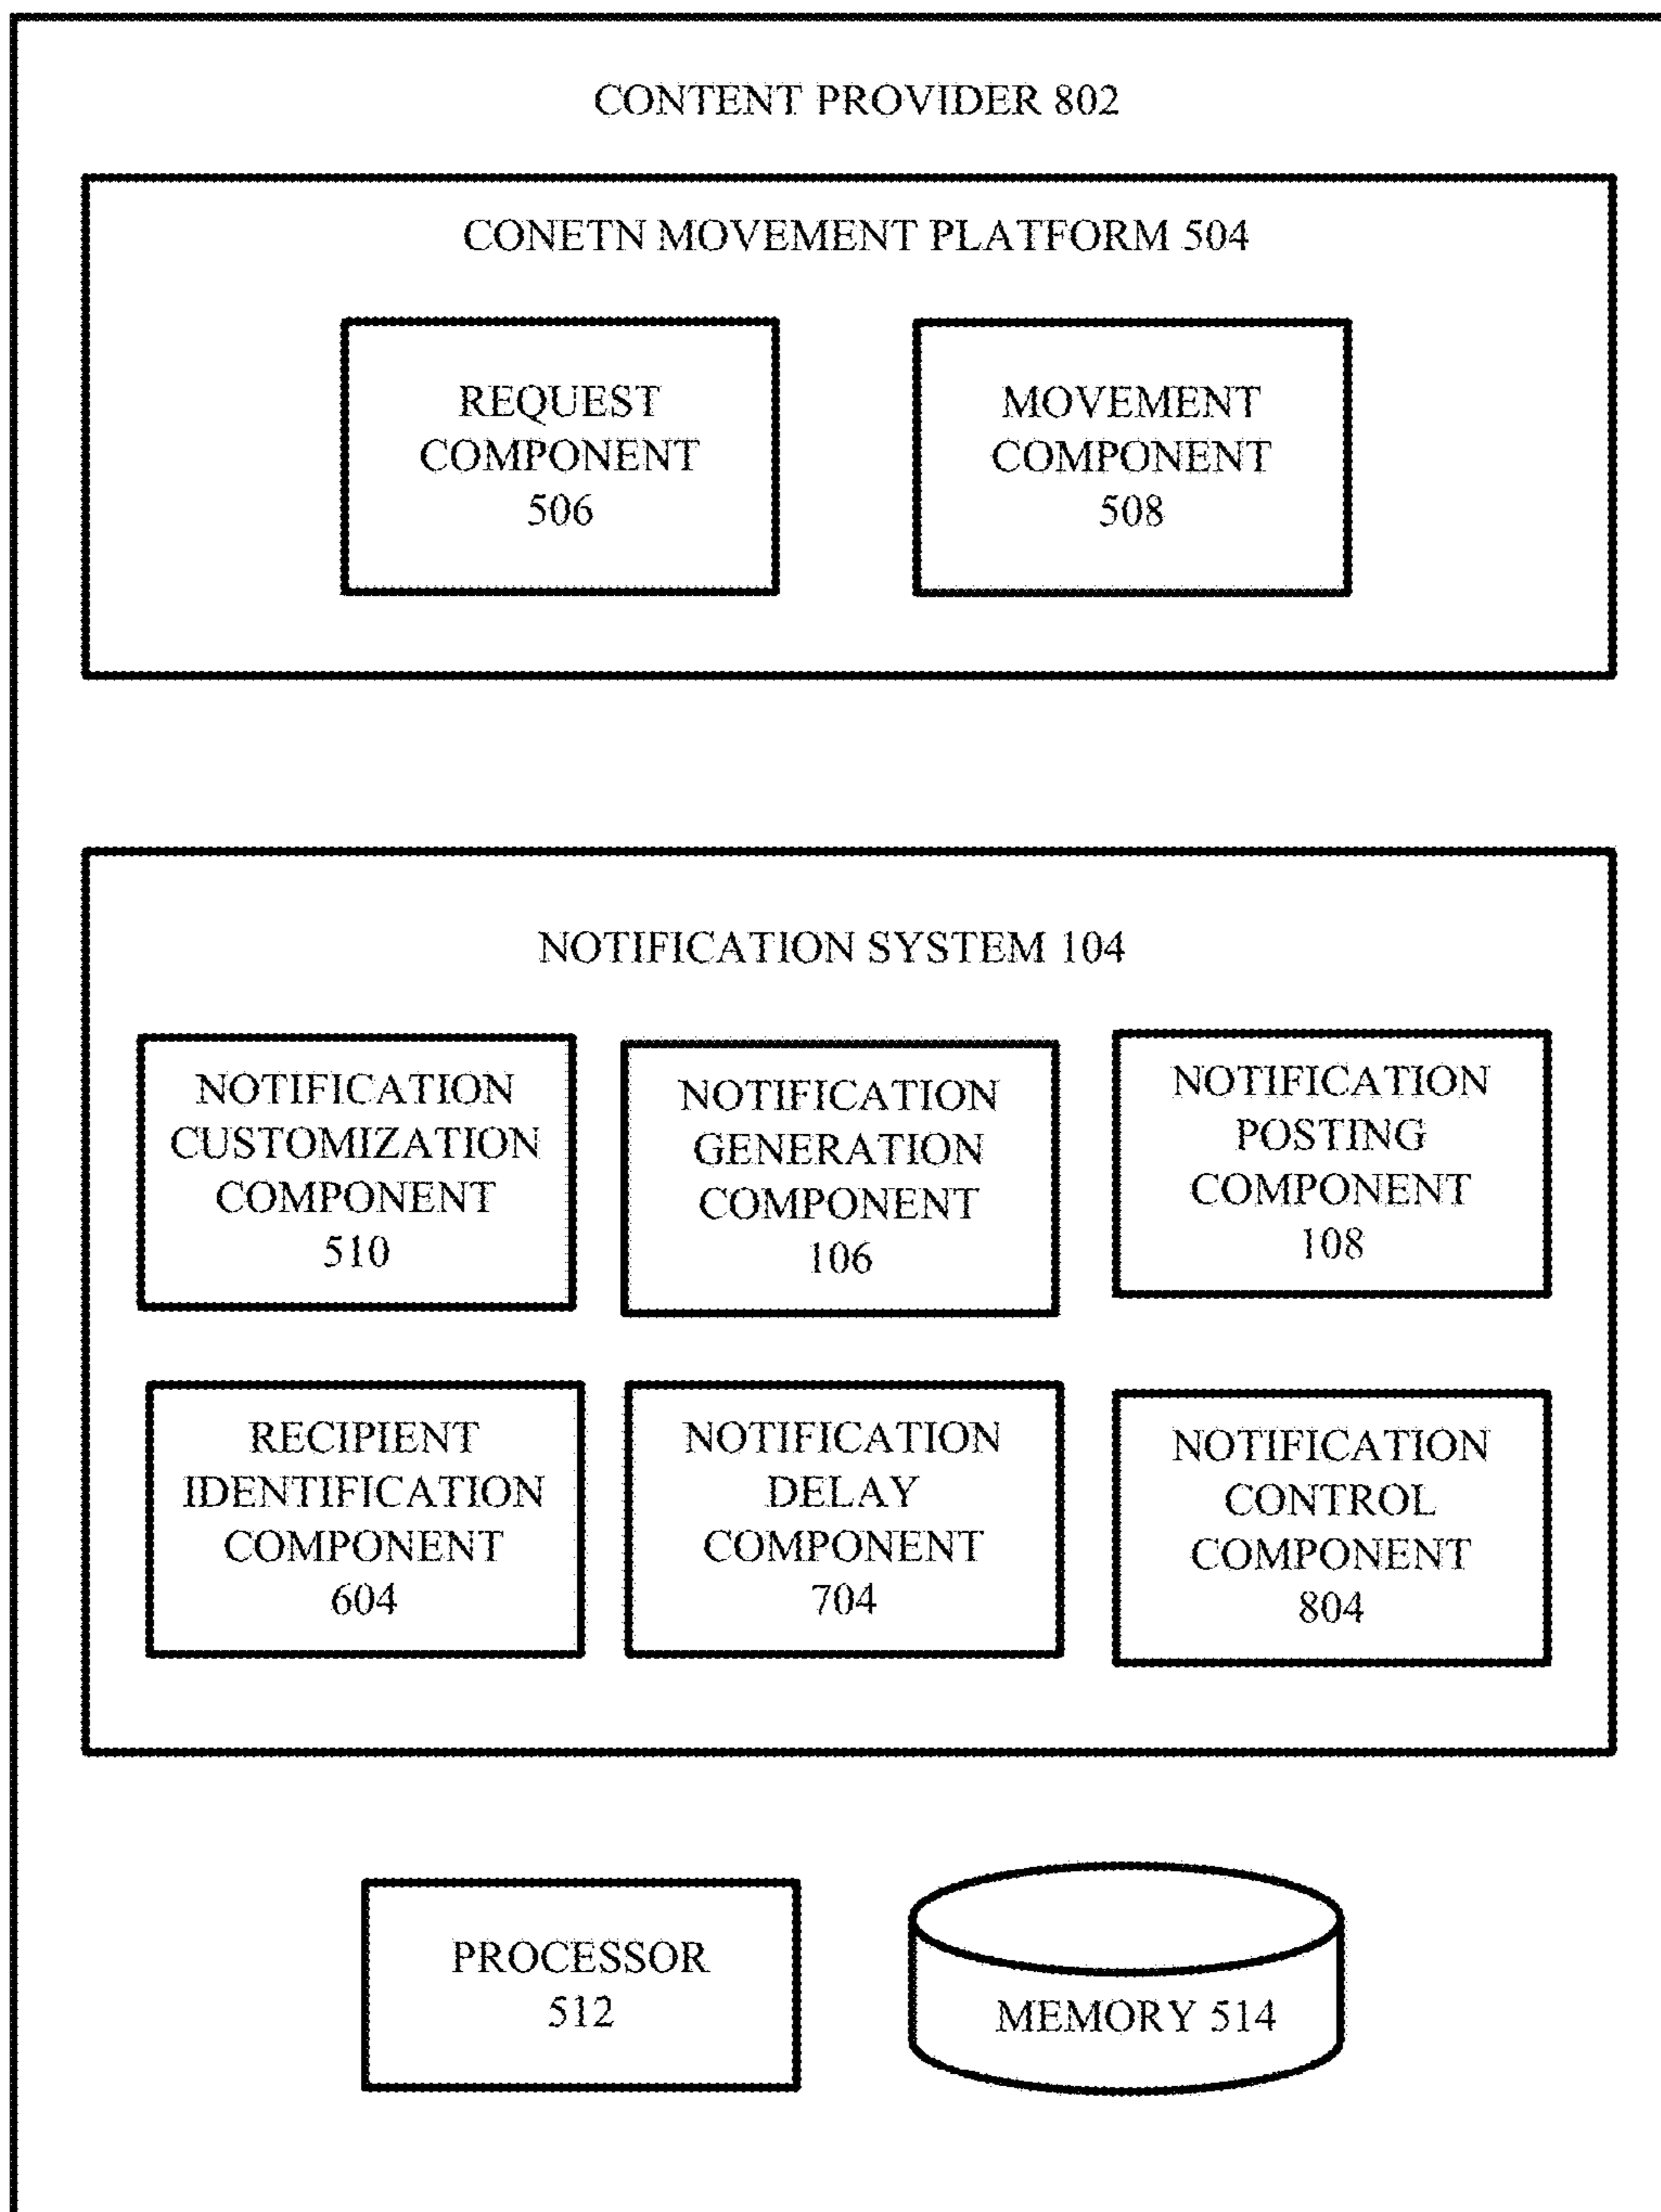 CONTENT PROVIDER 802
CONETN MOVEMENT PLATFORM 504
REQUEST
COMPONENT
506
MOVEMENT
COMPONENT
508
NOTIFICATION SYSTEM 104
NOTIFICATION
CUSTOMIZATION
COMPONENT
510
NOTIFICATION
GENERATION
COMPONENT
106
NOTIFICATION
POSTING
COMPONENT
108
RECIPIENT
IDENTIFICATION
COMPONENT
604
NOTIFICATION
DELAY
COMPONENT
704
NOTIFICATION
CONTROL
COMPONENT
804
PROCESSOR
512
MEMORY 514